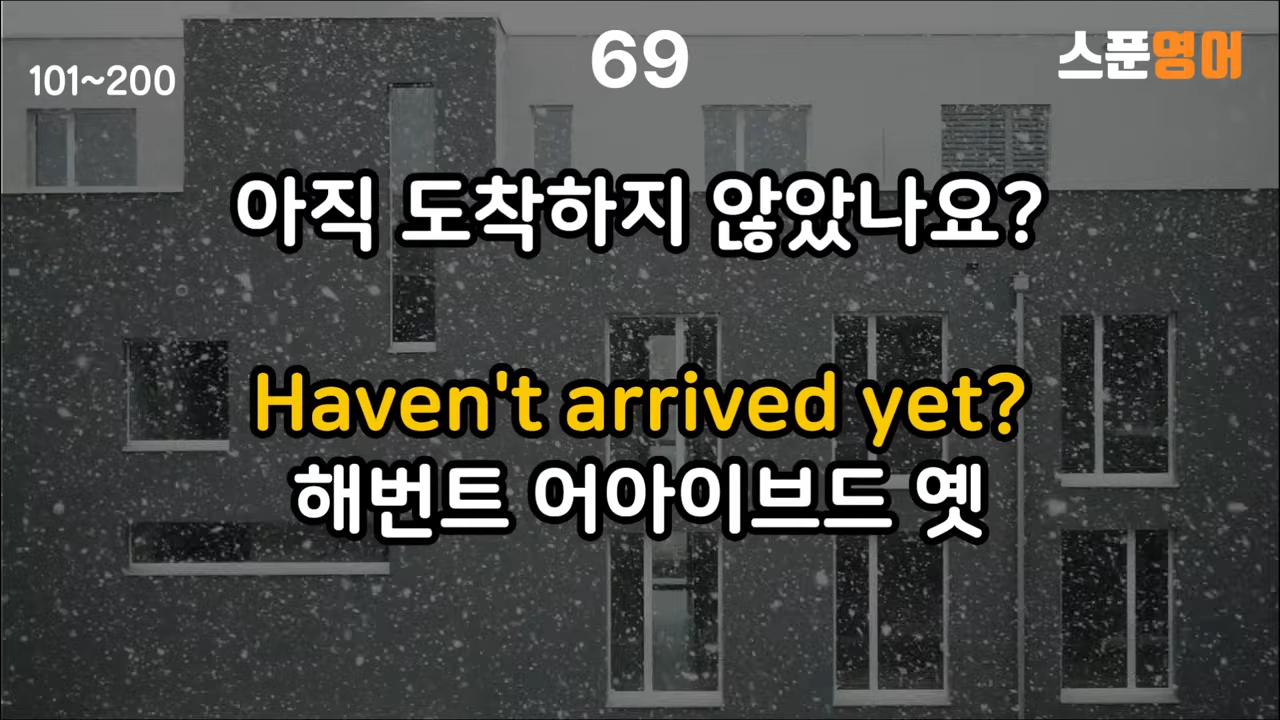 69
101~200
스푼영어
아직 도착하지 않았나요?
Haven't arrived yet?
해번트 어아이브드 옛